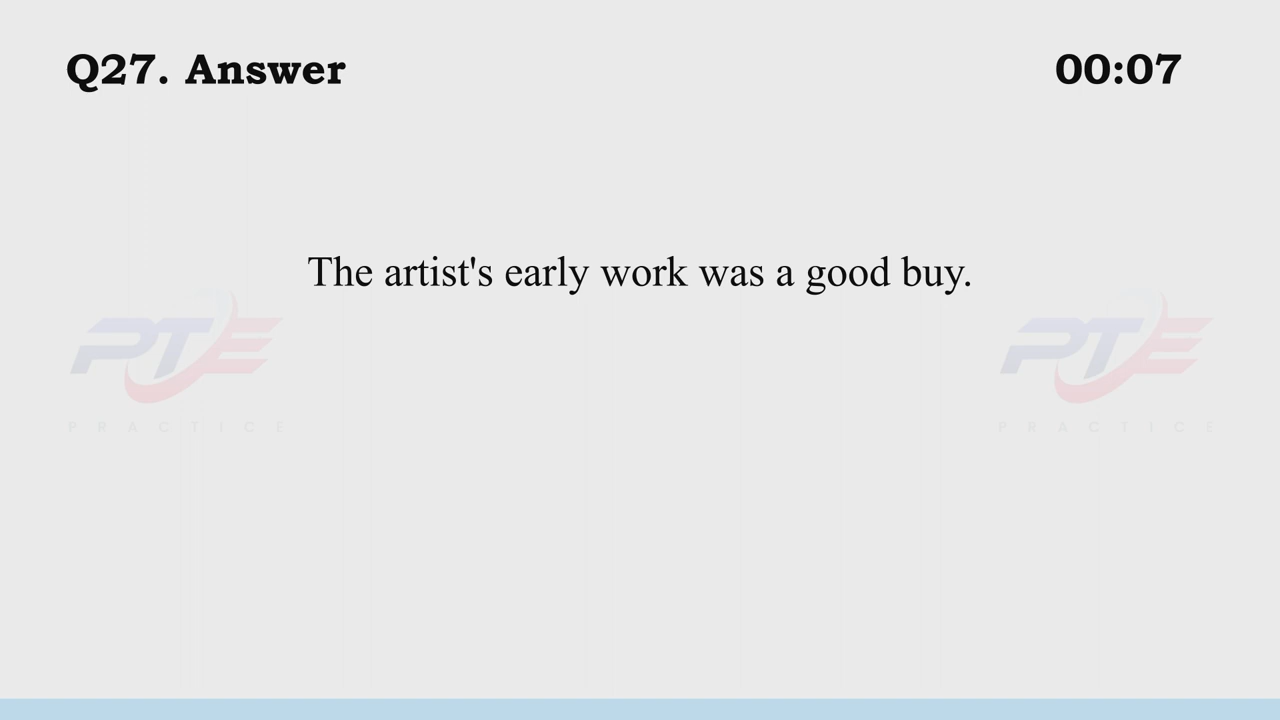 Q27. Answer
00:07
The artist's early work was a good buy.
PTE
PRACTICE
PTE
PRACTICE